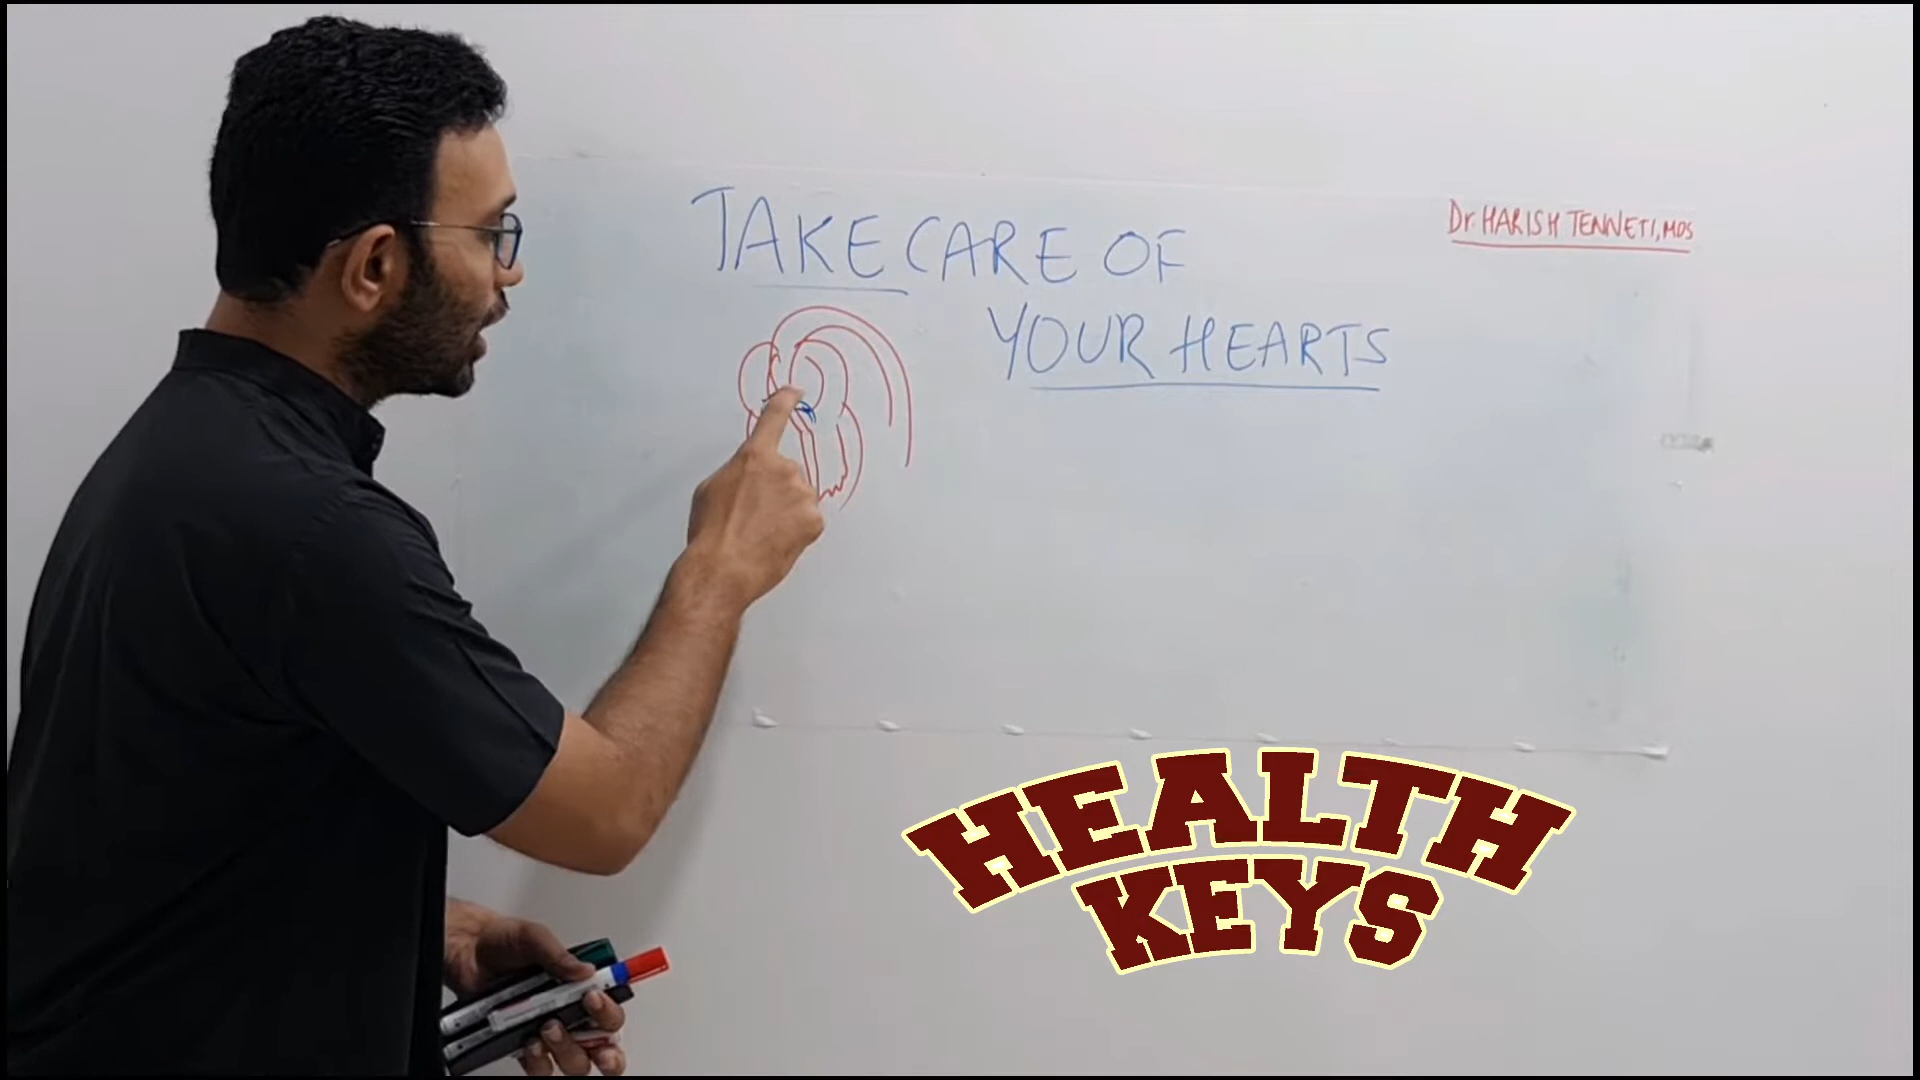 TAKE CARE OF
YOUR HEARTS
Dr. HARISH TENNETI, MDS
HEALTH
KEYS